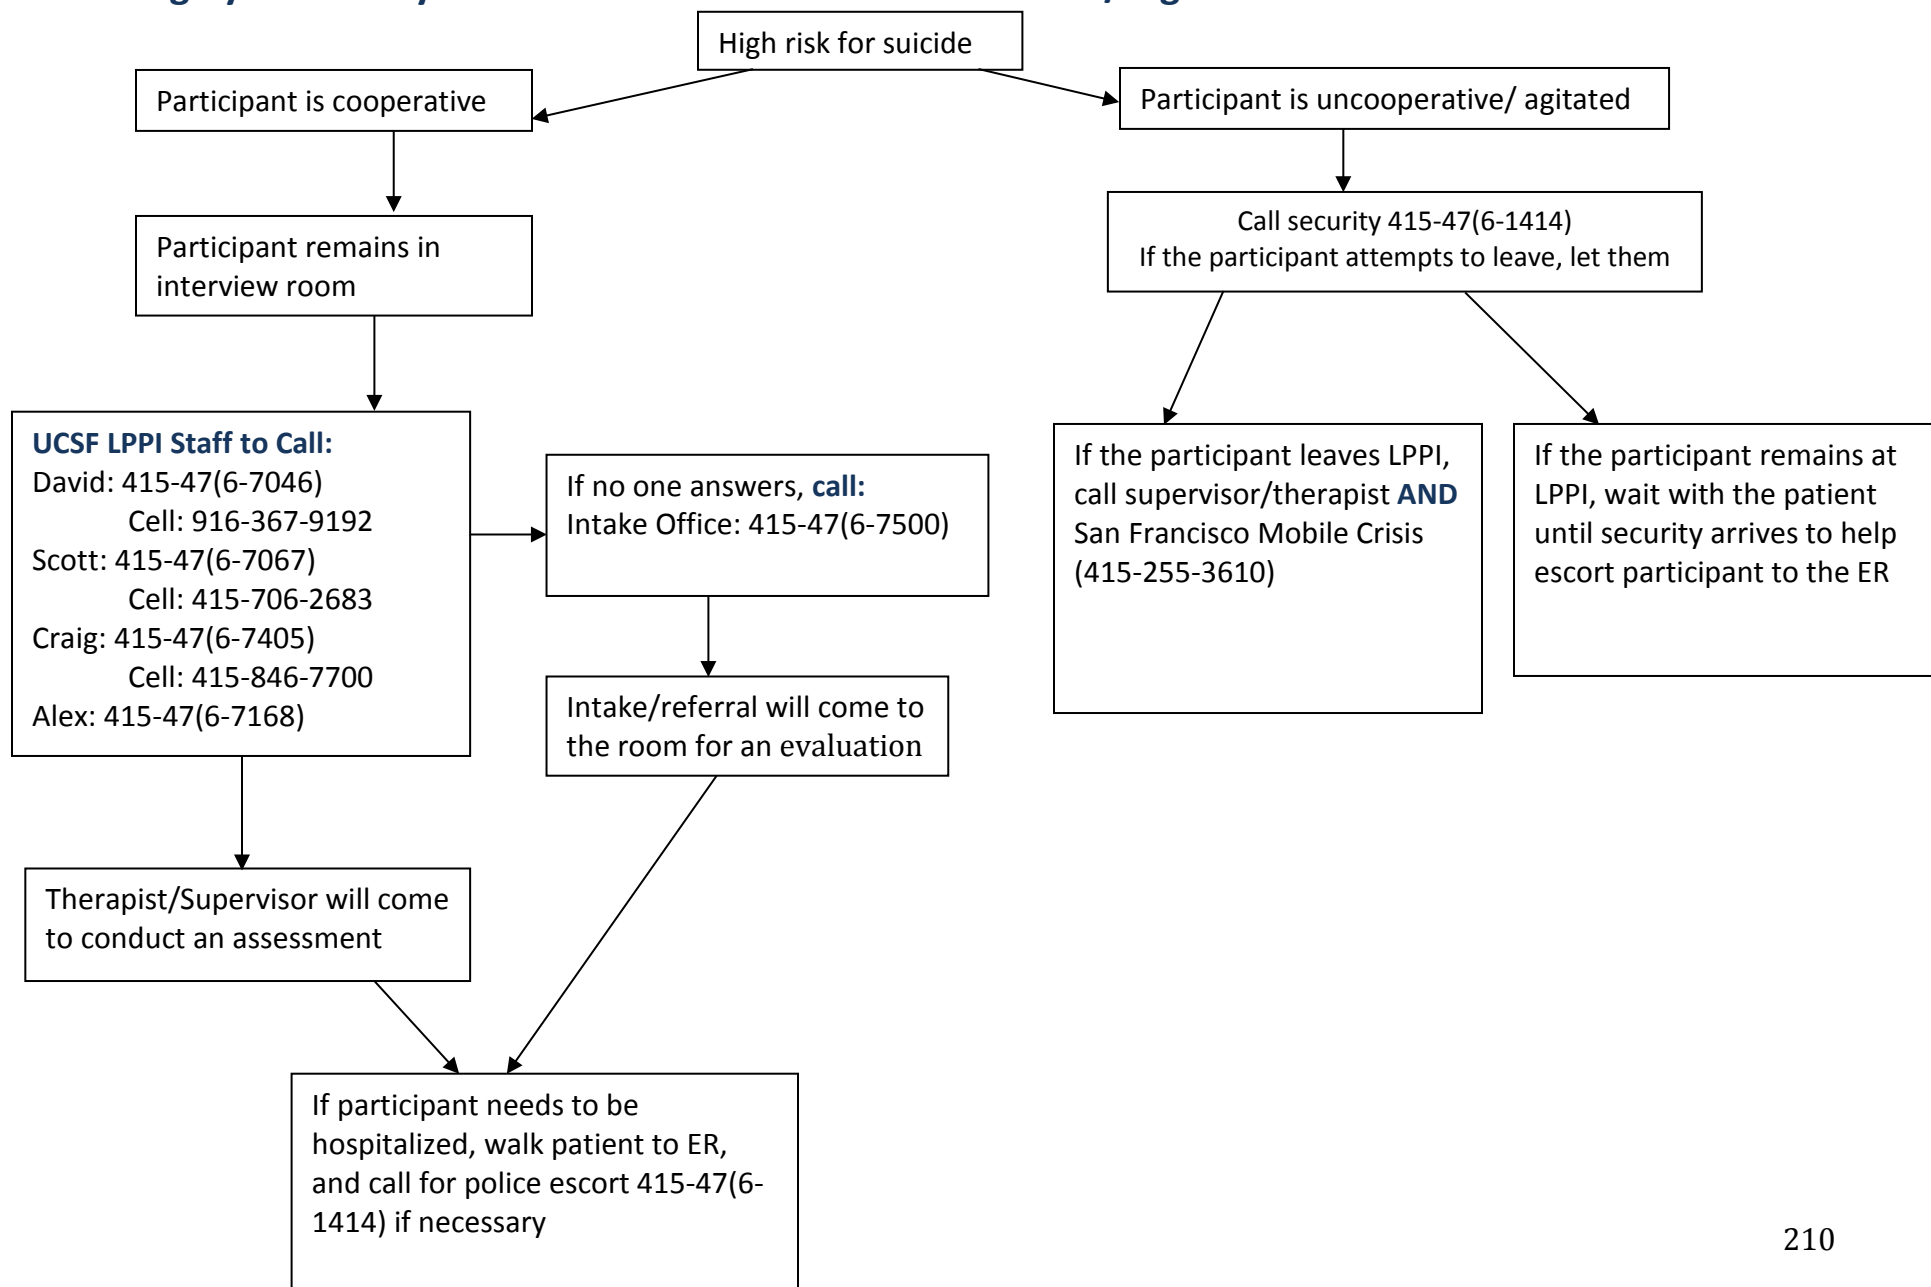 High risk for suicide
Participant is cooperative
Participant is uncooperative/ agitated
Participant remains in
interview room
Call security 415-47(6-1414)
If the participant attempts to leave, let them
UCSF LPPI Staff to Call:
David: 415-47(6-7046)
Cell: 916-367-9192
Scott: 415-47(6-7067)
Cell: 415-706-2683
Craig: 415-47(6-7405)
Cell: 415-846-7700
Alex: 415-47(6-7168)
If no one answers, call:
Intake Office: 415-47(6-7500)
If the participant leaves LPPI,
call supervisor/therapist AND
San Francisco Mobile Crisis
(415-255-3610)
If the participant remains at
LPPI, wait with the patient
until security arrives to help
escort participant to the ER
Intake/referral will come to
the room for an evaluation
Therapist/Supervisor will come
to conduct an assessment
If participant needs to be
hospitalized, walk patient to ER,
and call for police escort 415-47(6-
1414) if necessary
210